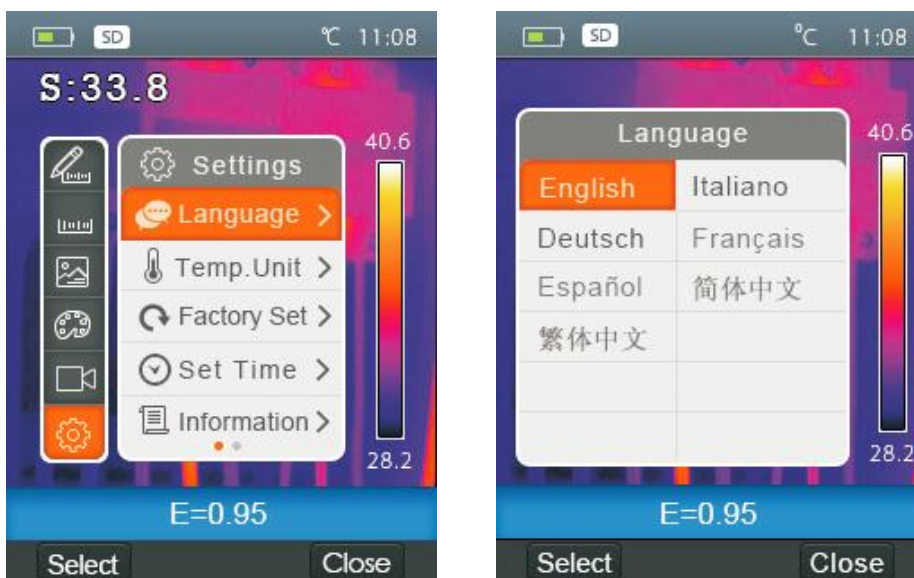 SD ℃ 11:08
S:33.8
40.6
Settings
Language >
Temp.Unit >
Factory Set >
Set Time >
Information >
28.2
E=0.95
Select Close
SD °C 11:08
Language
40.6
English Italiano
Deutsch Français
Español 简体中文
繁体中文
28.2
E=0.95
Select Close